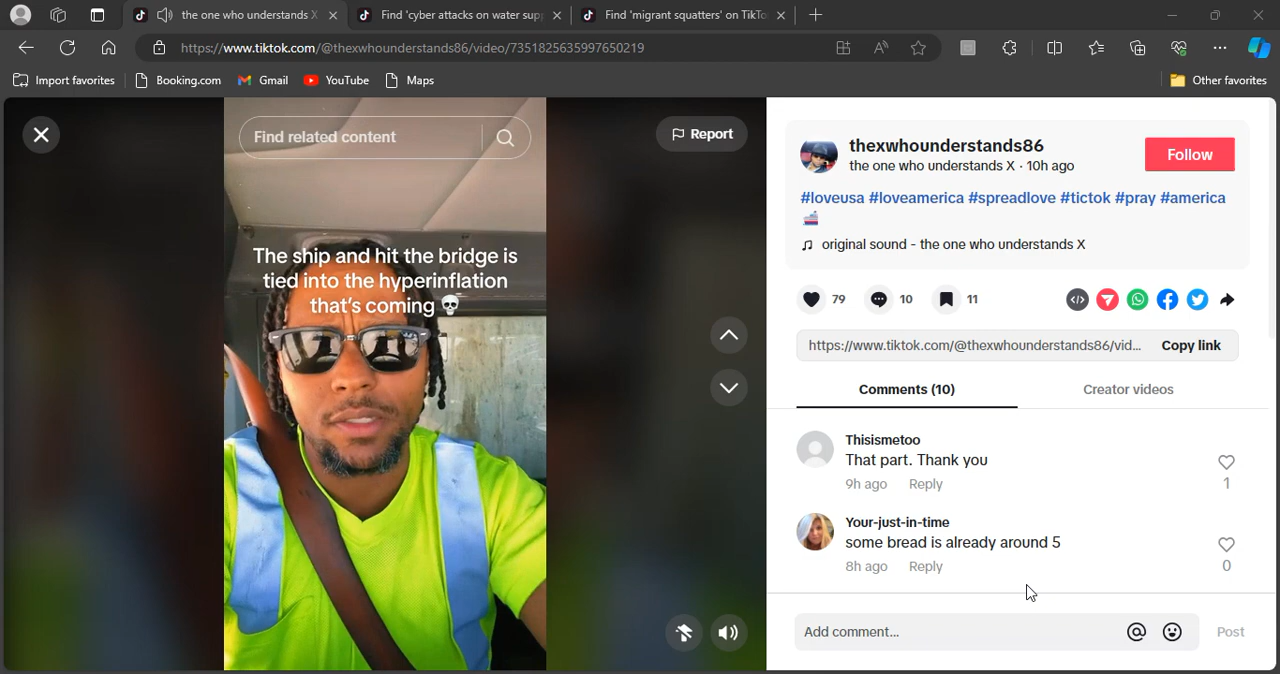 the one who understands X
Find 'cyber attacks on water sup
Find 'migrant squatters' on TikTo
https://www.tiktok.com/@thexwhounderstands86/video/7351825635997650219
Import favorites
Booking.com
Gmail
YouTube
Maps
Other favorites
Find related content
Report
The ship and hit the bridge is
tied into the hyperinflation
that's coming 💀
thexwhounderstands86
the one who understands X · 10h ago
Follow
#loveusa #loveamerica #spreadlove #tictok #pray #america
original sound - the one who understands X
79
10
11
https://www.tiktok.com/@thexwhounderstands86/vid...
Copy link
Comments (10)
Creator videos
Thisismetoo
That part. Thank you
9h ago Reply
1
Your-just-in-time
some bread is already around 5
8h ago Reply
0
Add comment...
Post